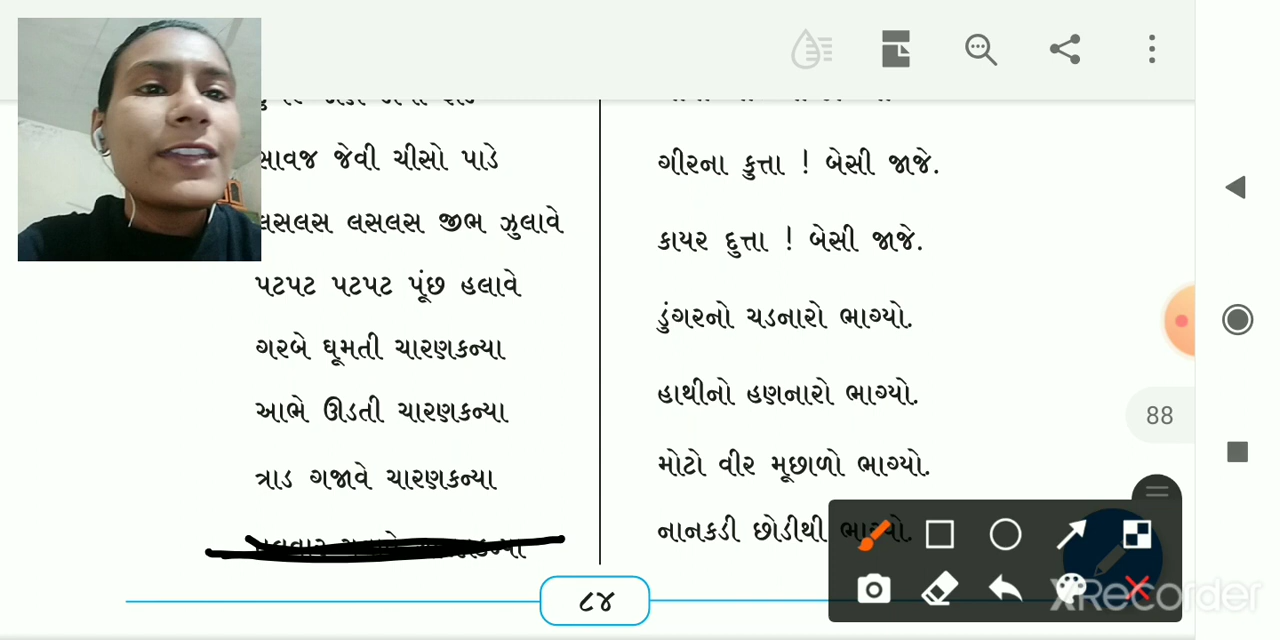 સાવજ જેવી ચીસો પાડે
લસલસ લસલસ જીભ ઝુલાવે
પટપટ પટપટ પૂંછ હલાવે
ગરબે ઘૂમતી ચારણકન્યા
આભે ઊડતી ચારણકન્યા
ત્રાડ ગજાવે ચારણકન્યા
ગીરના કુત્તા ! બેસી જાજે.
કાયર દુત્તા ! બેસી જાજે.
ડુંગરનો ચડનારો ભાગ્યો.
હાથીનો હણનારો ભાગ્યો.
મોટો વીર મૂછાળો ભાગ્યો.
નાનકડી છોડીથી ભાગ્યો.
૮૪
88
XRecorder